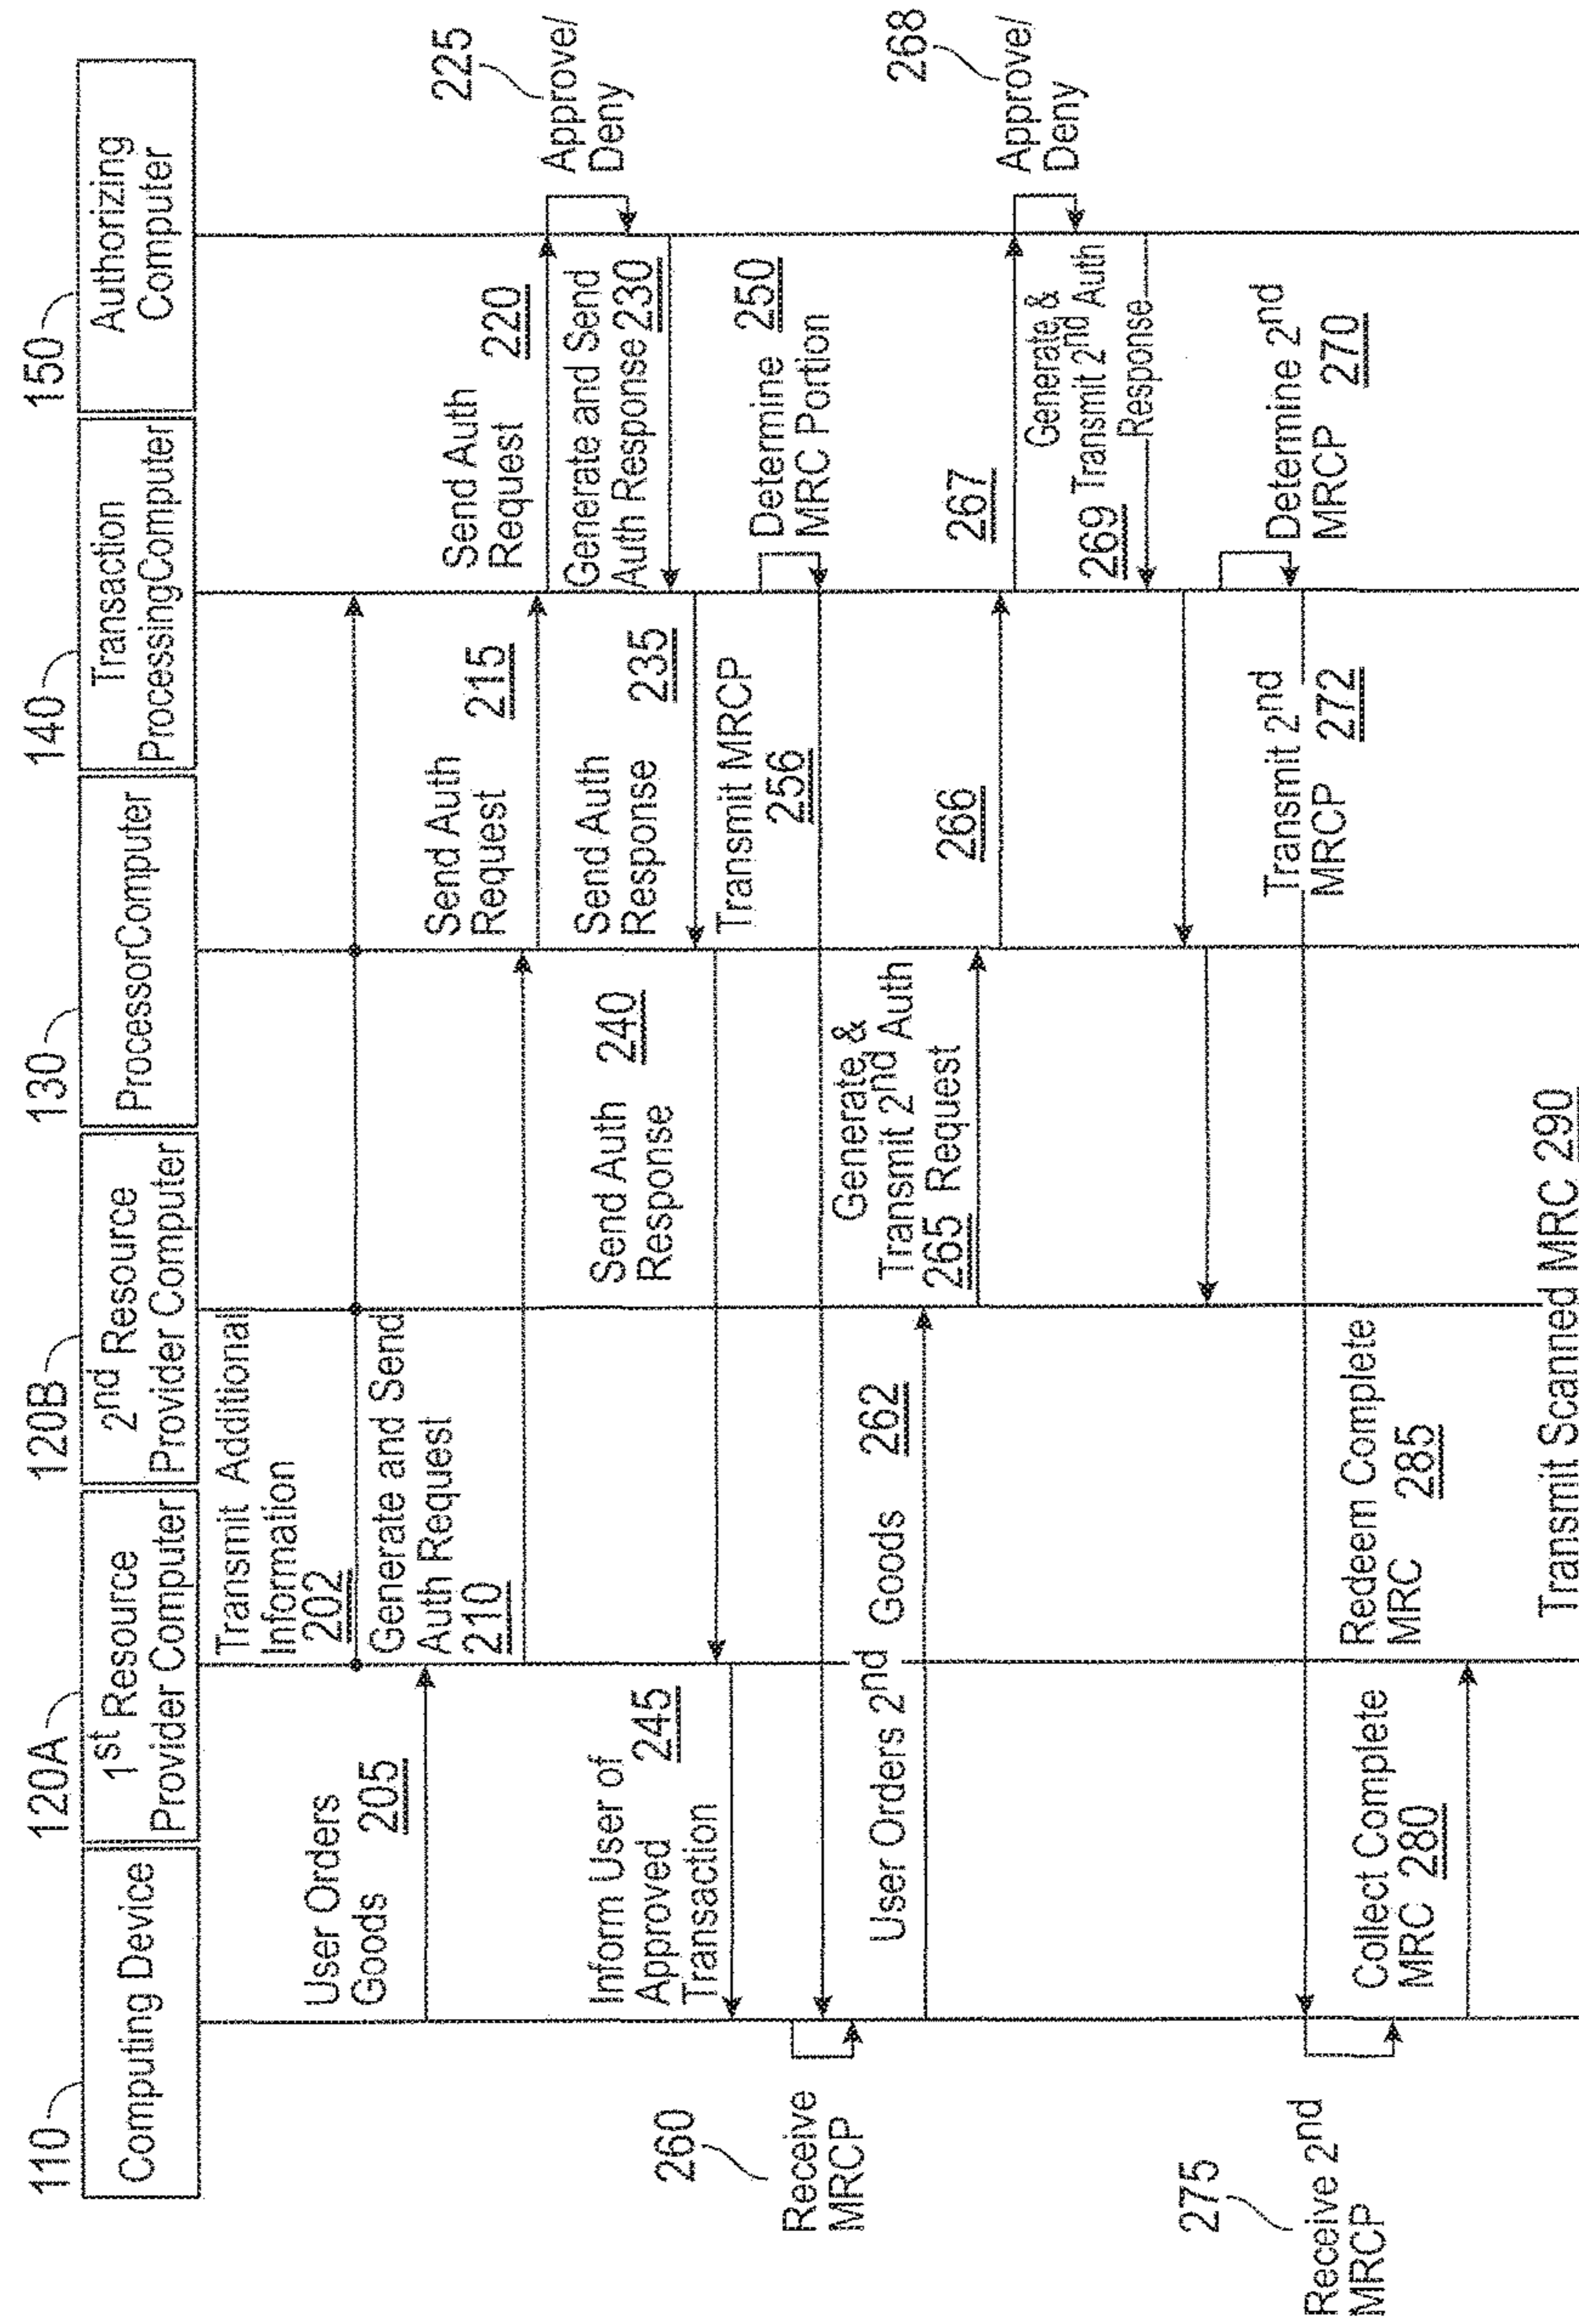 110
Computing Device
120A
1st Resource
Provider Computer
120B
2nd Resource
Provider Computer
130
ProcessorComputer
140
Transaction
ProcessingComputer
150
Authorizing
Computer
Transmit Additional
Information
202
User Orders
Goods 205
Generate and Send
Auth Request
210
Send Auth
Request 215
Send Auth
Request 220
225
Approve/
Deny
Generate and Send
Auth Response 230
Send Auth
Response 235
Send Auth
Response 240
Inform User of
Approved 245
Transaction
Determine 250
MRC Portion
Transmit MRCP
256
260
Receive
MRCP
User Orders 2nd Goods 262
Generate &
Transmit 2nd Auth
265 Request
266
267
268
Approve/
Deny
Generate &
269 Transmit 2nd Auth
Response
Determine 2nd
MRCP 270
Transmit 2nd
MRCP 272
275
Receive 2nd
MRCP
Collect Complete
MRC 280
Redeem Complete
MRC 285
Transmit Scanned MRC 290